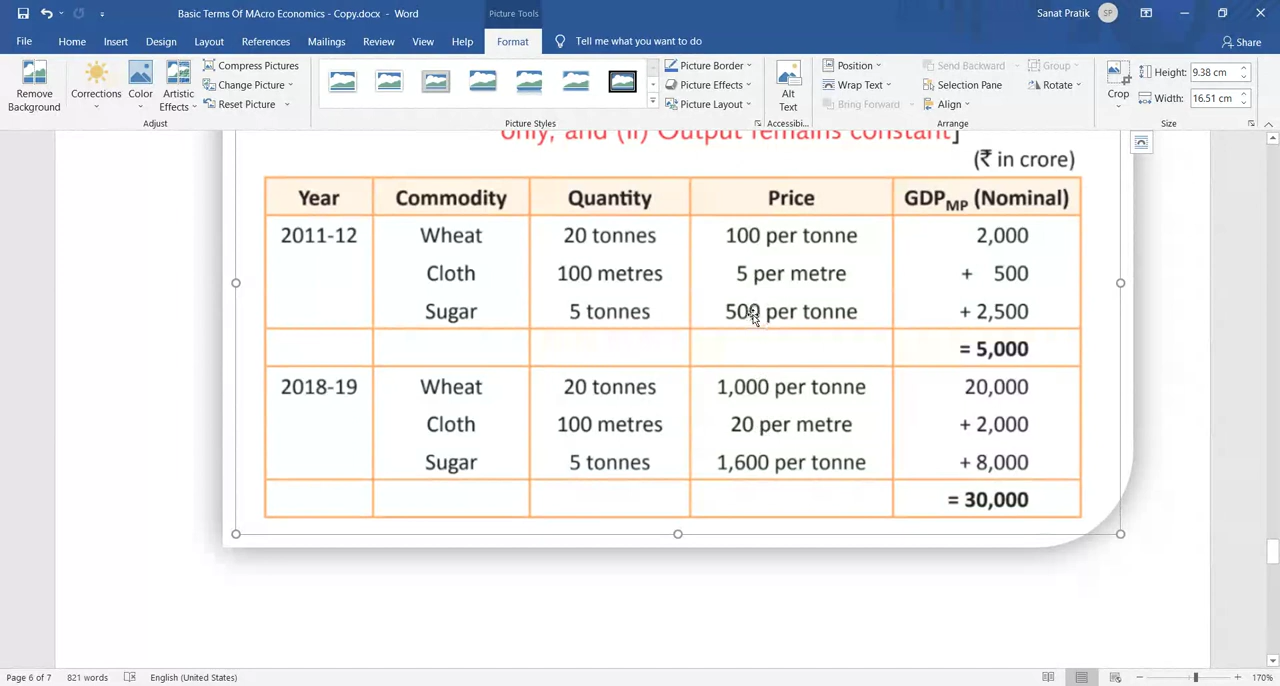 Basic Terms Of MAcro Economics - Copy.docx - Word
Picture Tools
Sanat Pratik
SP
File Home Insert Design Layout References Mailings Review View Help Format Tell me what you want to do
Share
Remove Background
Corrections
Color
Artistic Effects
Compress Pictures
Change Picture
Reset Picture
Adjust
Picture Styles
Picture Border
Picture Effects
Picture Layout
Alt Text
Accessibi...
Position
Wrap Text
Bring Forward
Send Backward
Selection Pane
Align
Group
Rotate
Arrange
Crop
Height: 9.38 cm
Width: 16.51 cm
Size
only, and (ii) Output remains constant]
(₹ in crore)
Year Commodity Quantity Price GDPMP (Nominal)
2011-12 Wheat 20 tonnes 100 per tonne 2,000
Cloth 100 metres 5 per metre + 500
Sugar 5 tonnes 500 per tonne + 2,500
= 5,000
2018-19 Wheat 20 tonnes 1,000 per tonne 20,000
Cloth 100 metres 20 per metre + 2,000
Sugar 5 tonnes 1,600 per tonne + 8,000
= 30,000
Page 6 of 7 821 words English (United States) 170%